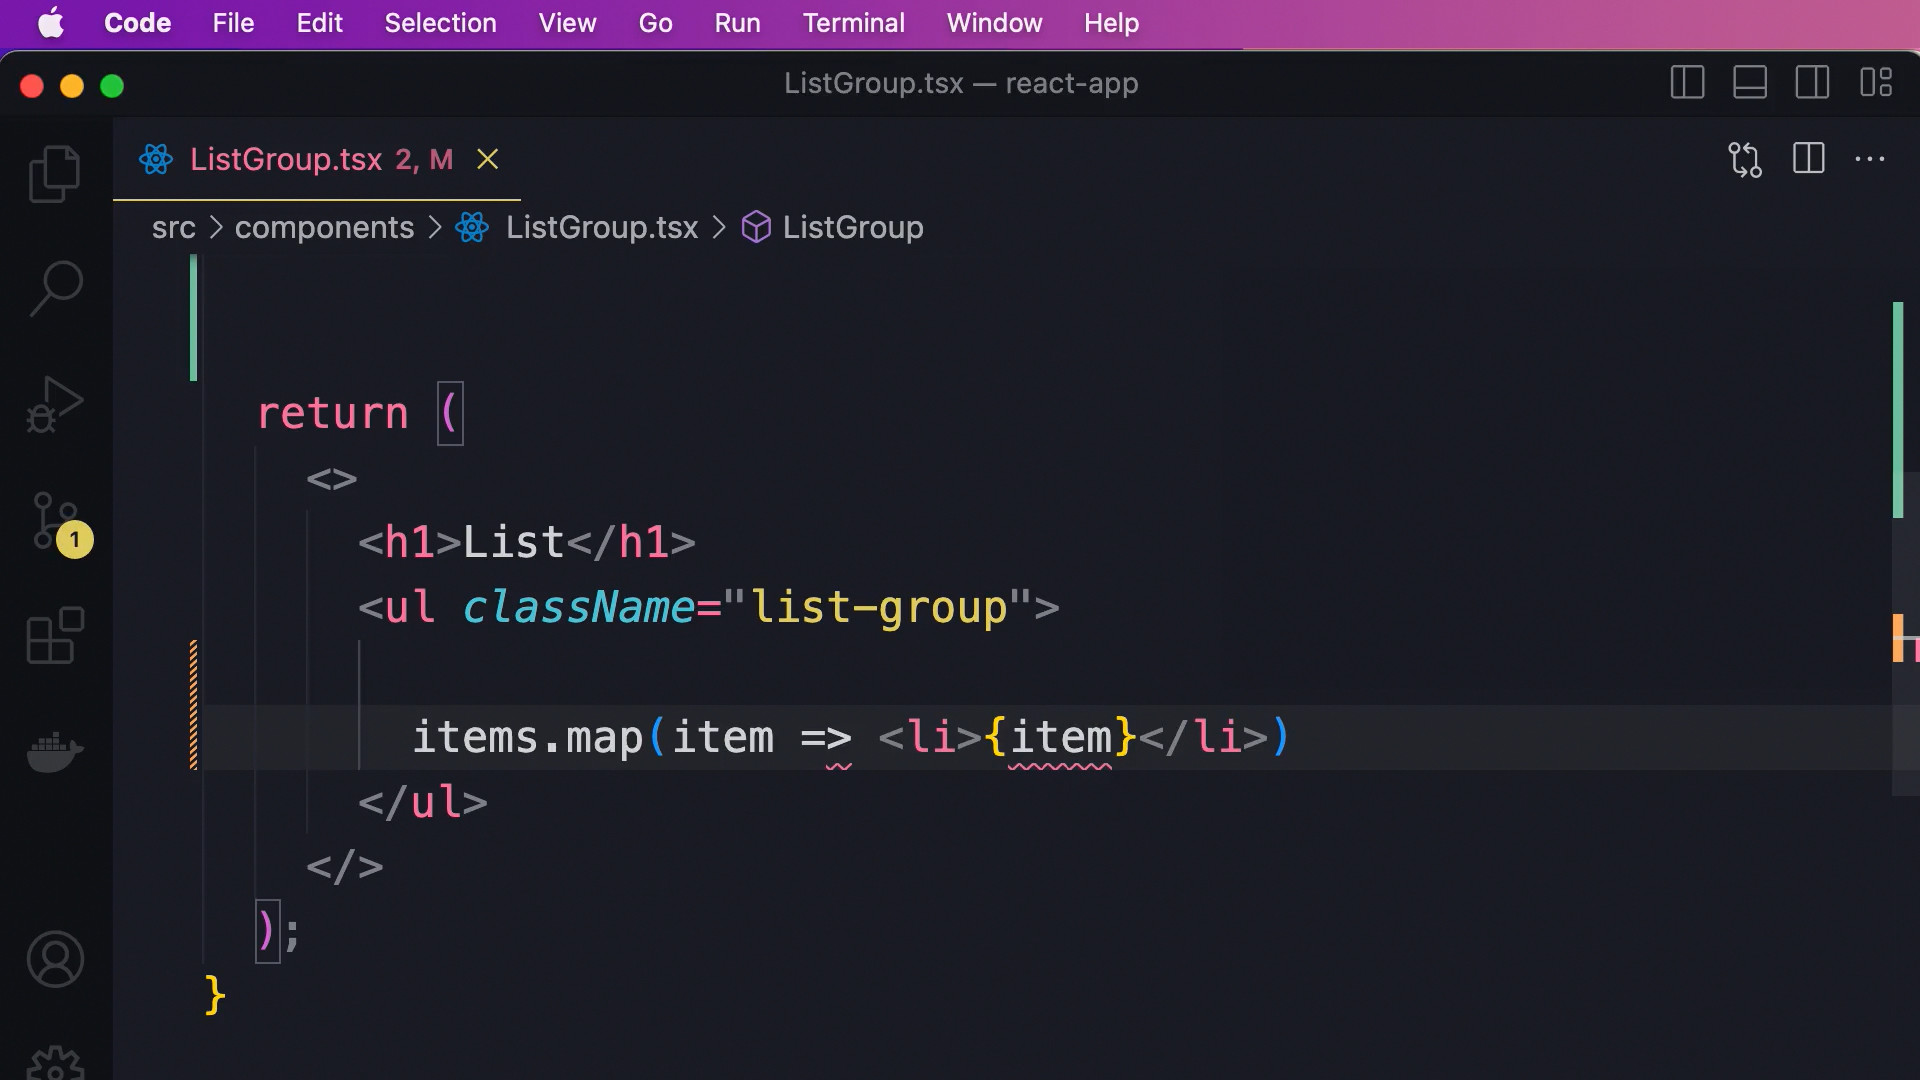 Code File Edit Selection View Go Run Terminal Window Help
ListGroup.tsx — react-app
ListGroup.tsx 2, M
src > components > ListGroup.tsx > ListGroup
return (
<>
<h1>List</h1>
<ul className="list-group">
items.map(item => <li>{item}</li>)
</ul>
</>
);
}
1